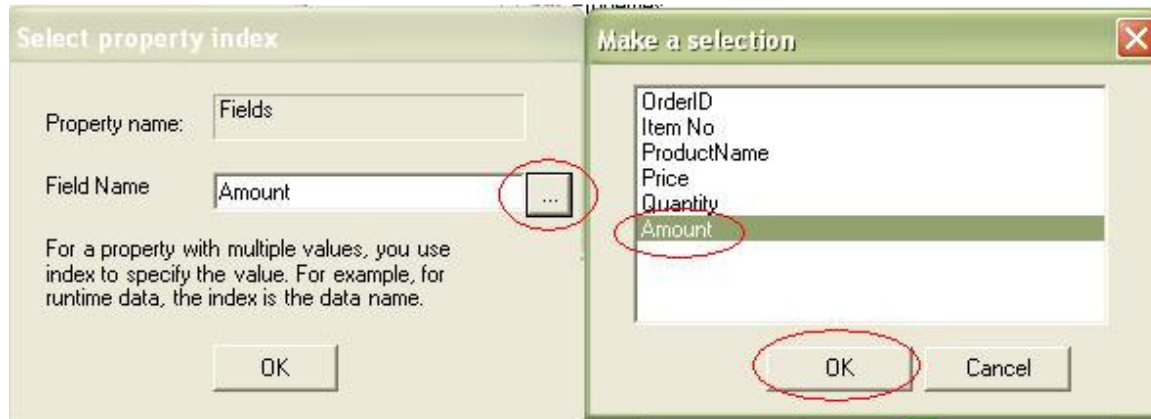 Select property index
Property name:
Fields
Field Name
Amount
...
For a property with multiple values, you use
index to specify the value. For example, for
runtime data, the index is the data name.
OK
Make a selection
OrderID
Item No
ProductName
Price
Quantity
Amount
OK
Cancel